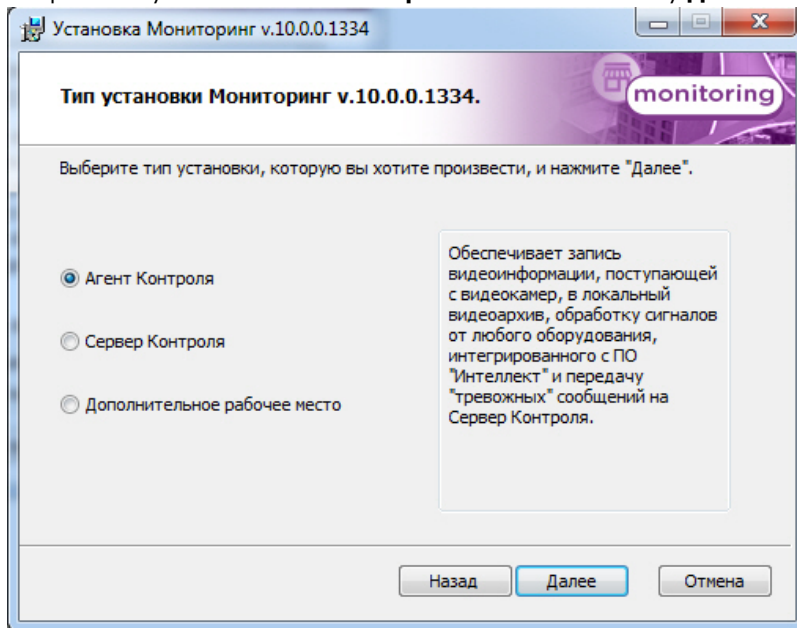 Установка Мониторинг v.10.0.0.1334
Тип установки Мониторинг v.10.0.0.1334.
monitoring
Выберите тип установки, которую вы хотите произвести, и нажмите "Далее".
Агент Контроля
Сервер Контроля
Дополнительное рабочее место
Обеспечивает запись
видеоинформации, поступающей
с видеокамер, в локальный
видеоархив, обработку сигналов
от любого оборудования,
интегрированного с ПО
"Интеллект" и передачу
"тревожных" сообщений на
Сервер Контроля.
Назад
Далее
Отмена